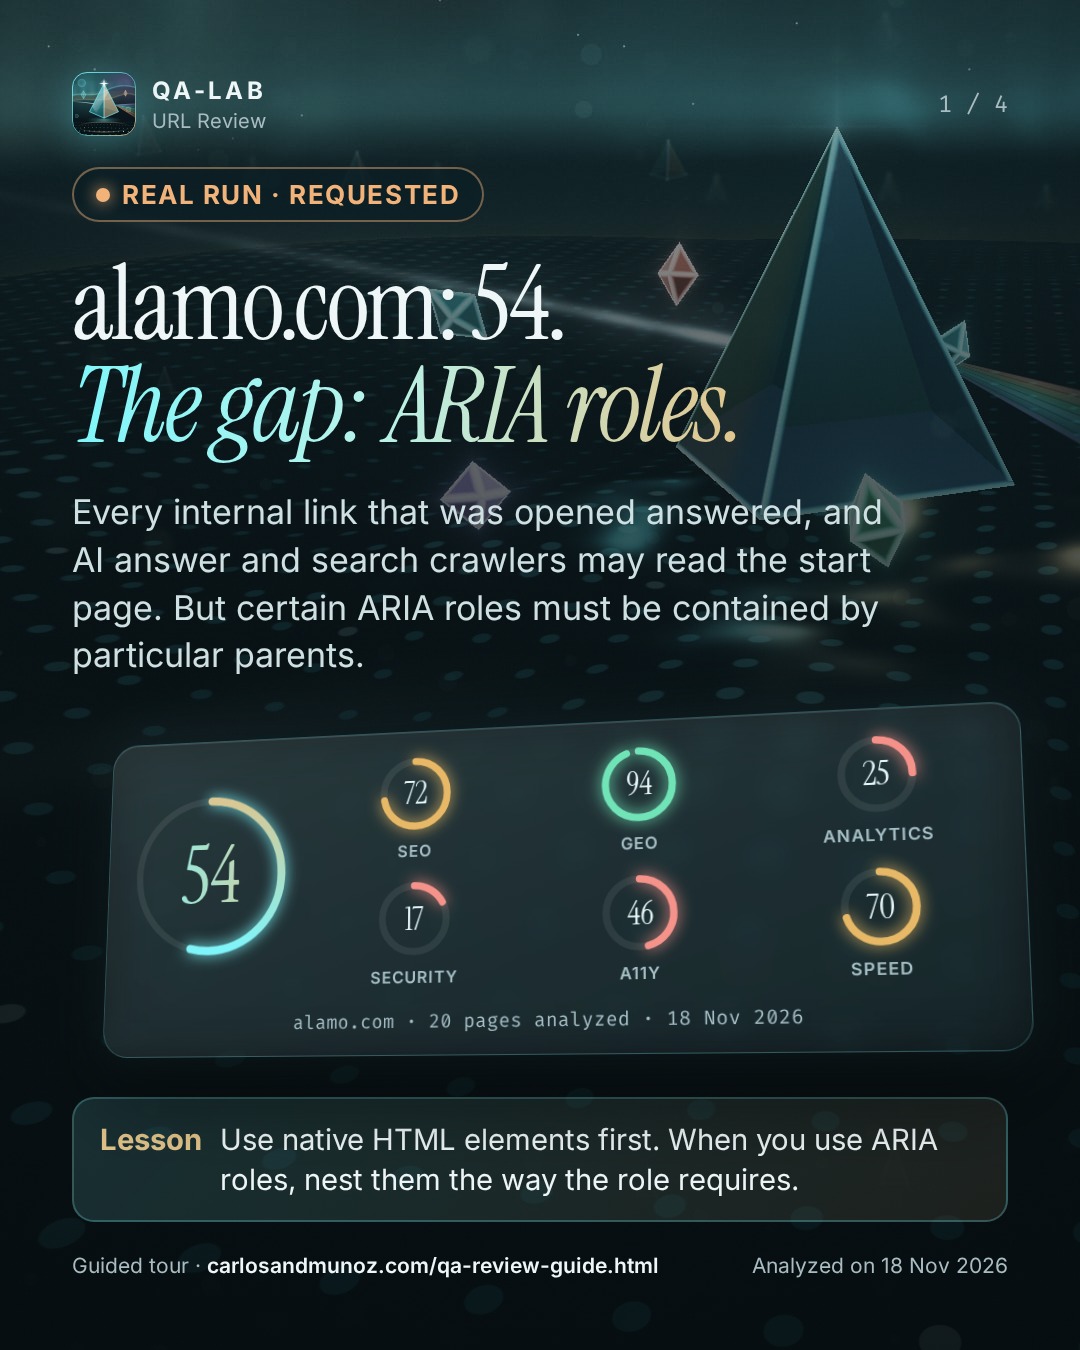 QA-LAB
URL Review
1 / 4
REAL RUN · REQUESTED
alamo.com: 54.
The gap: ARIA roles.
Every internal link that was opened answered, and
AI answer and search crawlers may read the start
page. But certain ARIA roles must be contained by
particular parents.
54
72
SEO
94
GEO
25
ANALYTICS
17
SECURITY
46
A11Y
70
SPEED
alamo.com · 20 pages analyzed · 18 Nov 2026
Lesson Use native HTML elements first. When you use ARIA
roles, nest them the way the role requires.
Guided tour · carlosandmunoz.com/qa-review-guide.html
Analyzed on 18 Nov 2026